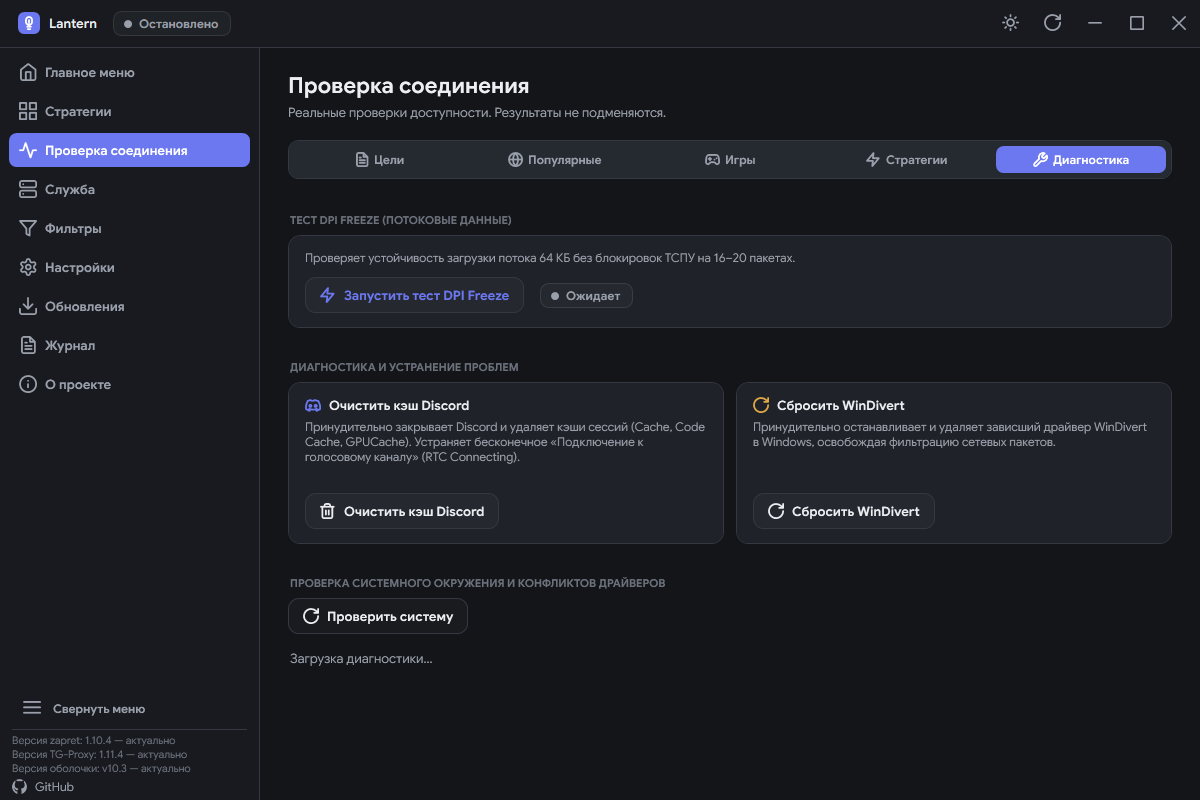 Lantern
Остановлено
Главное меню
Стратегии
Проверка соединения
Служба
Фильтры
Настройки
Обновления
Журнал
О проекте
Свернуть меню
Версия zapret: 1.10.4 — актуально
Версия TG-Proxy: 1.11.4 — актуально
Версия оболочки: v10.3 — актуально
GitHub
Проверка соединения
Реальные проверки доступности. Результаты не подменяются.
Цели
Популярные
Игры
Стратегии
Диагностика
ТЕСТ DPI FREEZE (ПОТОКОВЫЕ ДАННЫЕ)
Проверяет устойчивость загрузки потока 64 КБ без блокировок ТСПУ на 16–20 пакетах.
Запустить тест DPI Freeze
Ожидает
ДИАГНОСТИКА И УСТРАНЕНИЕ ПРОБЛЕМ
Очистить кэш Discord
Принудительно закрывает Discord и удаляет кэши сессий (Cache, Code
Cache, GPUCache). Устраняет бесконечное «Подключение к
голосовому каналу» (RTC Connecting).
Очистить кэш Discord
Сбросить WinDivert
Принудительно останавливает и удаляет зависший драйвер WinDivert
в Windows, освобождая фильтрацию сетевых пакетов.
Сбросить WinDivert
ПРОВЕРКА СИСТЕМНОГО ОКРУЖЕНИЯ И КОНФЛИКТОВ ДРАЙВЕРОВ
Проверить систему
Загрузка диагностики...